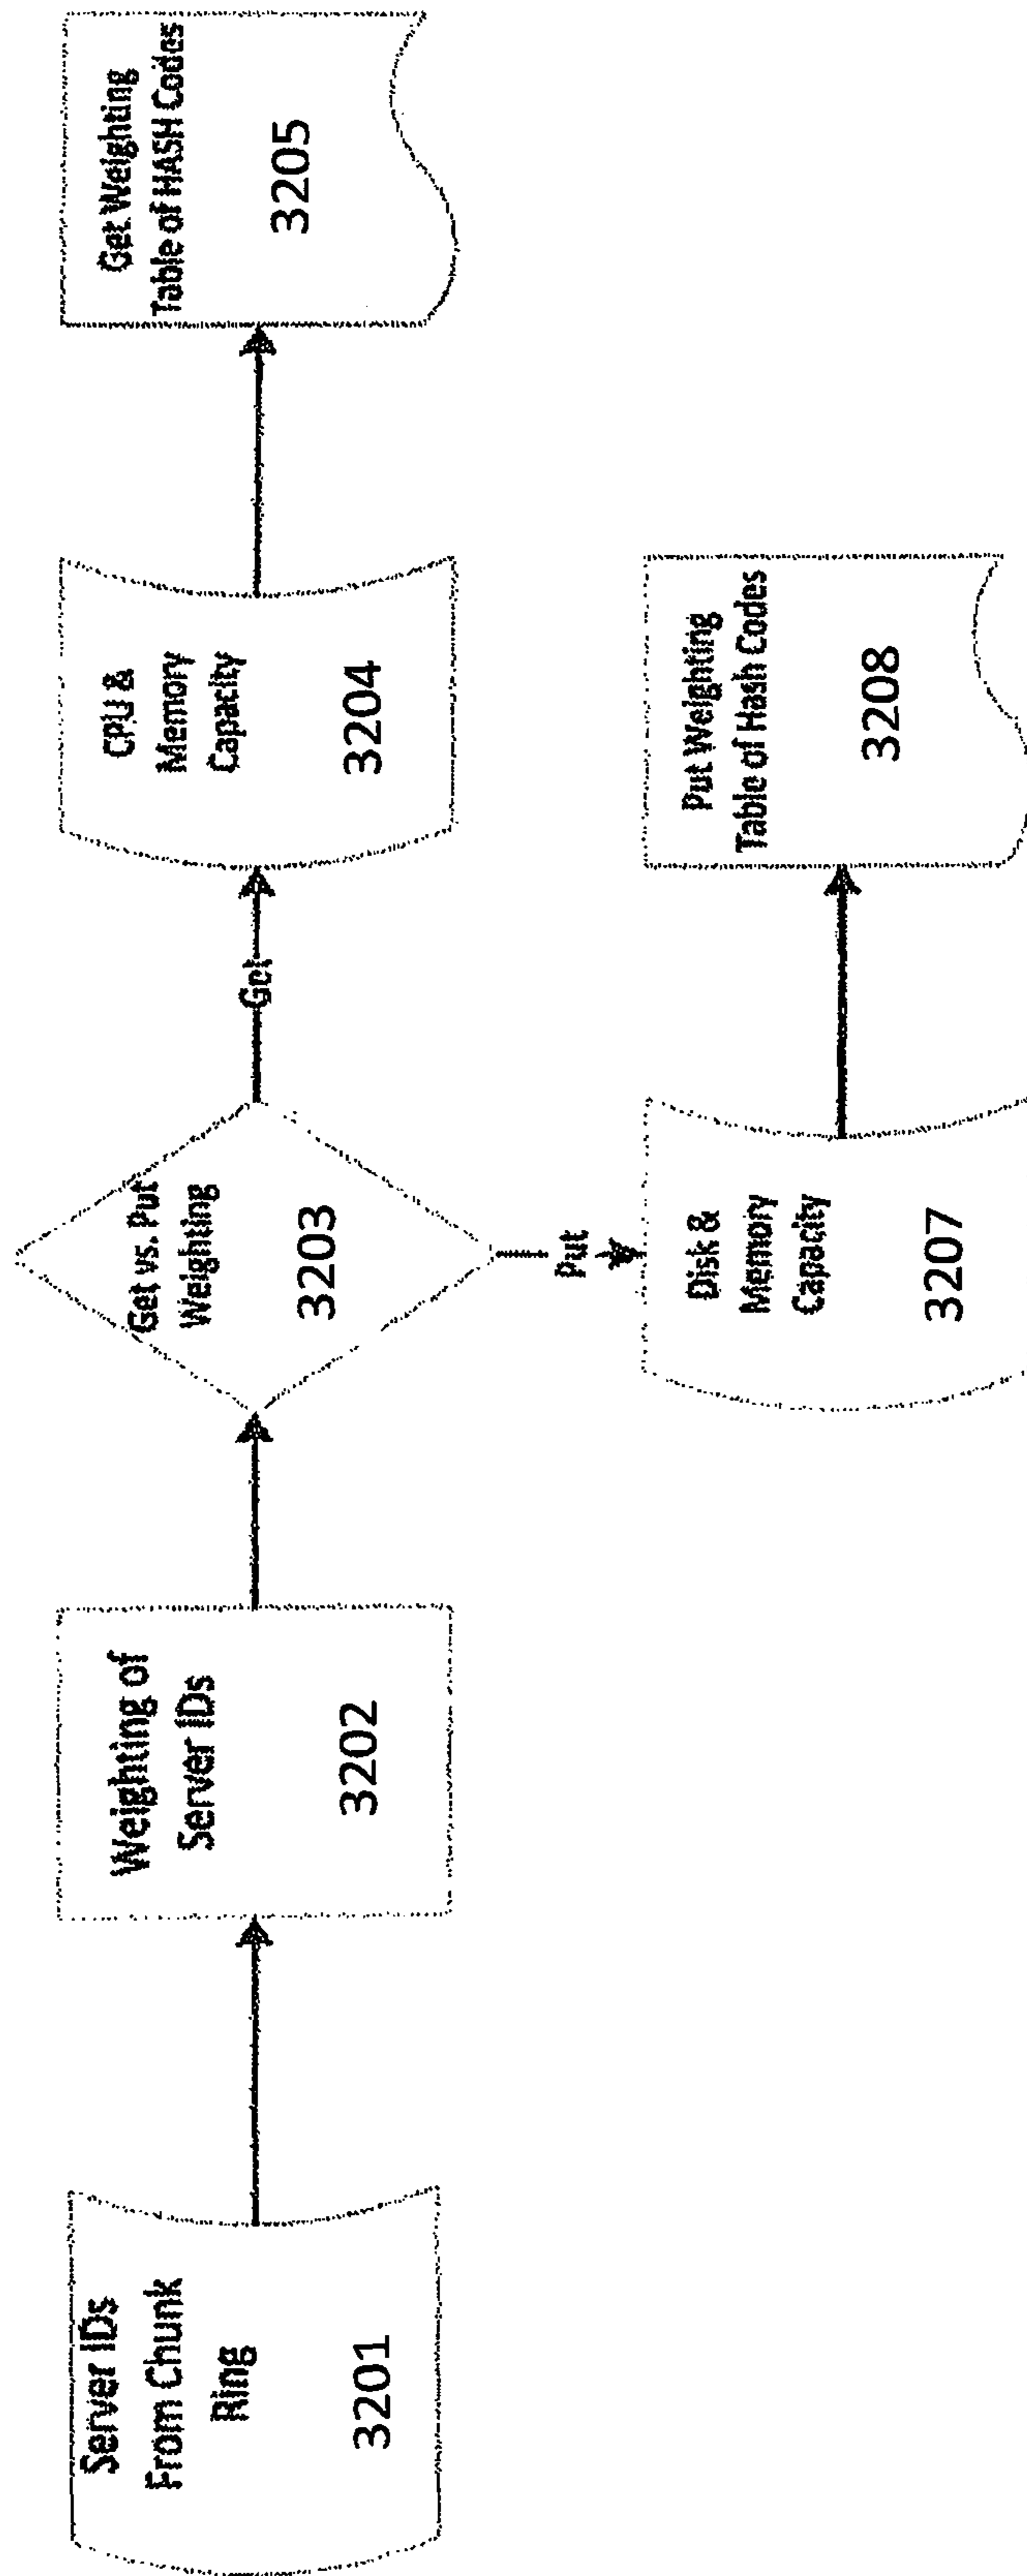 Server IDs
From Chunk
Ring
3201
Weighting of
Server IDs
3202
Get vs. Put
Weighting
3203
Get
CPU &
Memory
Capacity
3204
Get Weighting
Table of HASH Codes
3205
Put
Disk &
Memory
Capacity
3207
Put Weighting
Table of Hash Codes
3208